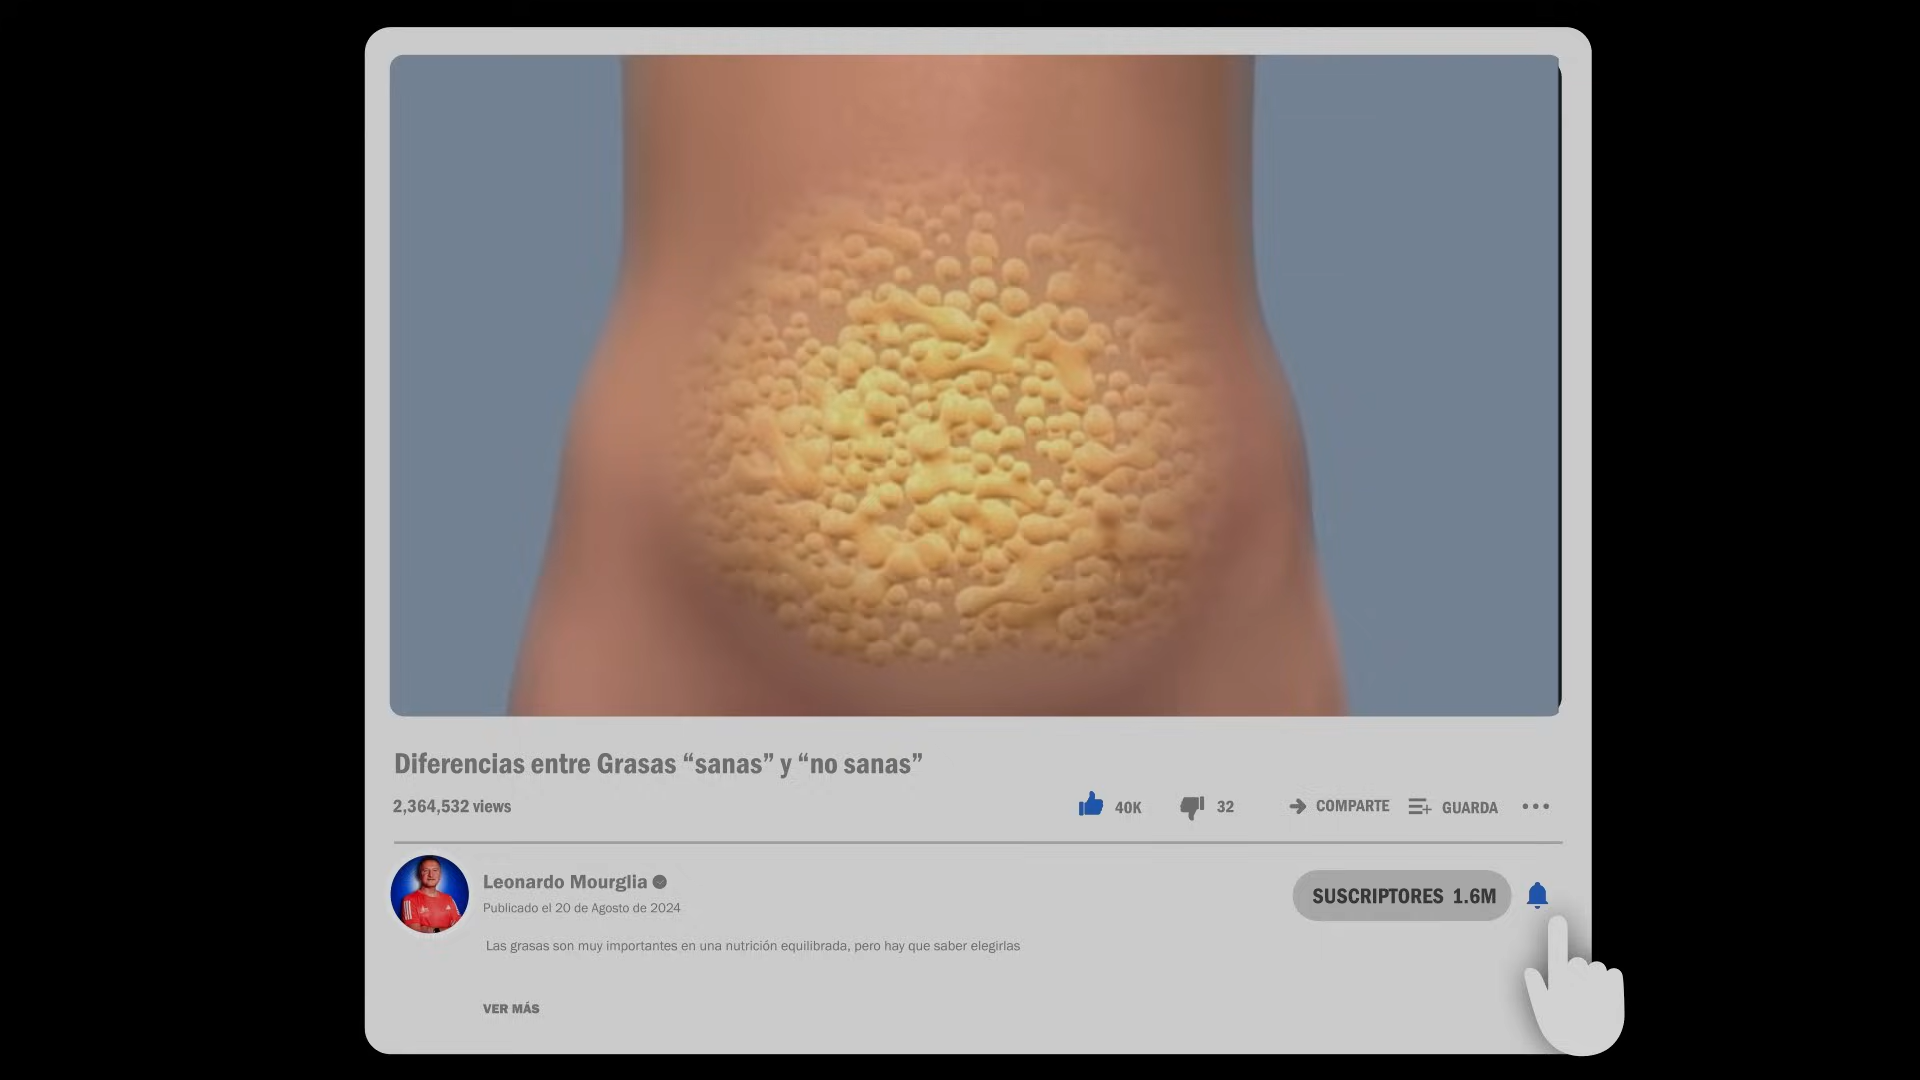 Diferencias entre Grasas “sanas” y “no sanas”
2,364,532 views
40K
32
COMPARTE
GUARDA
Leonardo Mourglia
Publicado el 20 de Agosto de 2024
SUSCRIPTORES 1.6M
Las grasas son muy importantes en una nutrición equilibrada, pero hay que saber elegirlas
VER MÁS